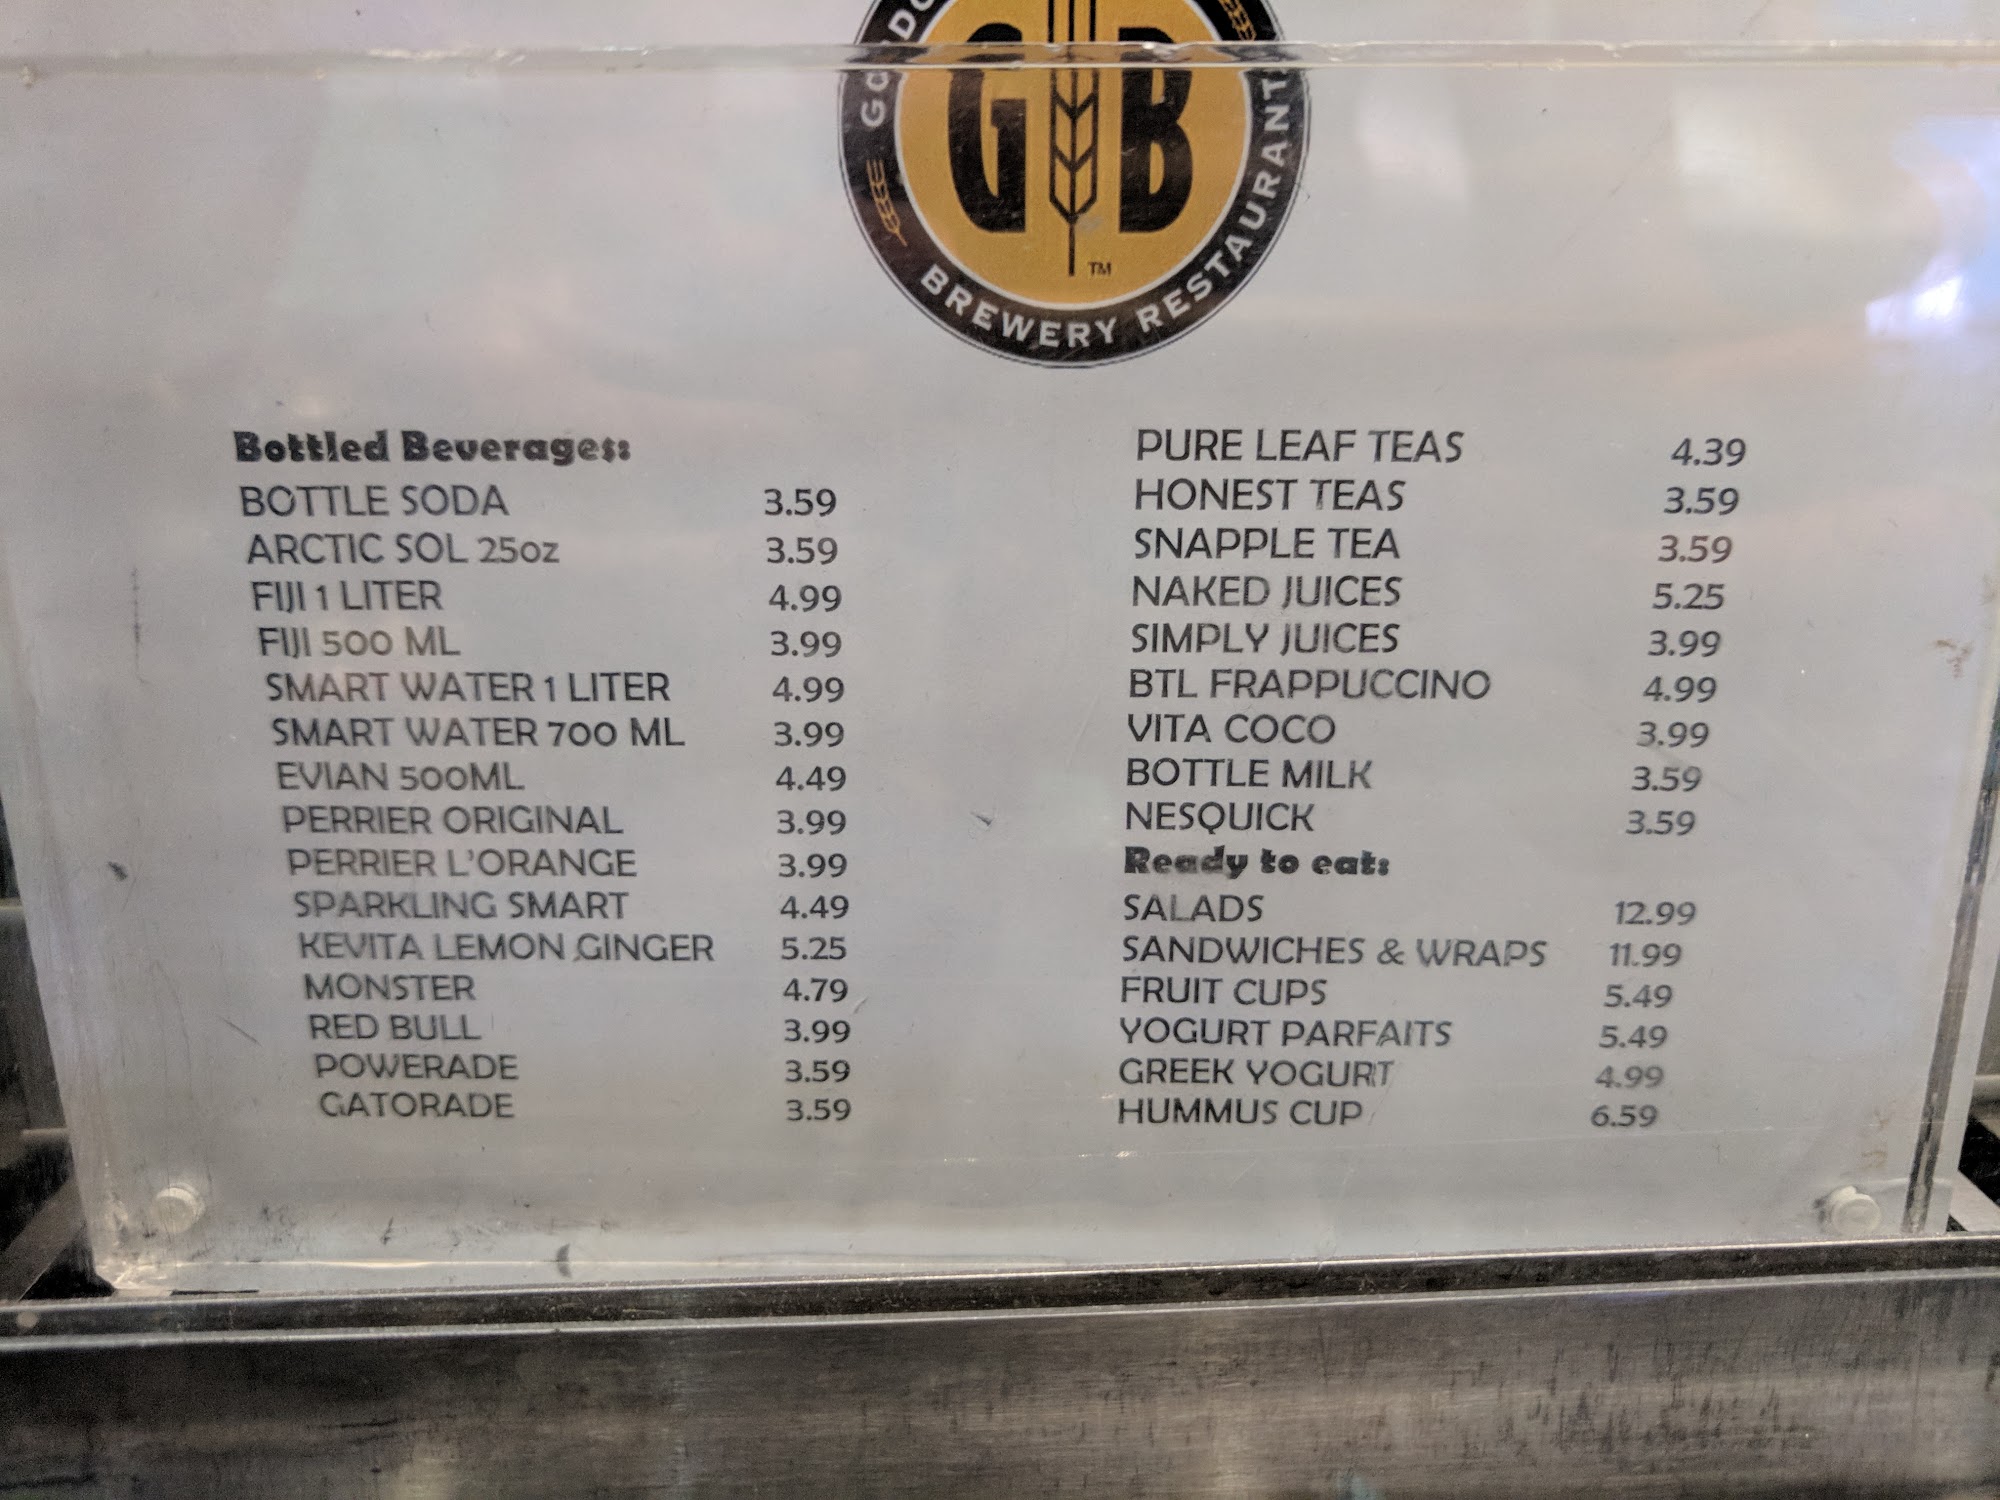 GORDO
GB
TM
BREWERY RESTAURANT
Bottled Beverages:
BOTTLE SODA 3.59
ARCTIC SOL 25oz 3.59
FIJI 1 LITER 4.99
FIJI 500 ML 3.99
SMART WATER 1 LITER 4.99
SMART WATER 700 ML 3.99
EVIAN 500ML 4.49
PERRIER ORIGINAL 3.99
PERRIER L'ORANGE 3.99
SPARKLING SMART 4.49
KEVITA LEMON GINGER 5.25
MONSTER 4.79
RED BULL 3.99
POWERADE 3.59
GATORADE 3.59
PURE LEAF TEAS 4.39
HONEST TEAS 3.59
SNAPPLE TEA 3.59
NAKED JUICES 5.25
SIMPLY JUICES 3.99
BTL FRAPPUCCINO 4.99
VITA COCO 3.99
BOTTLE MILK 3.59
NESQUICK 3.59
Ready to eat:
SALADS 12.99
SANDWICHES & WRAPS 11.99
FRUIT CUPS 5.49
YOGURT PARFAITS 5.49
GREEK YOGURT 4.99
HUMMUS CUP 6.59